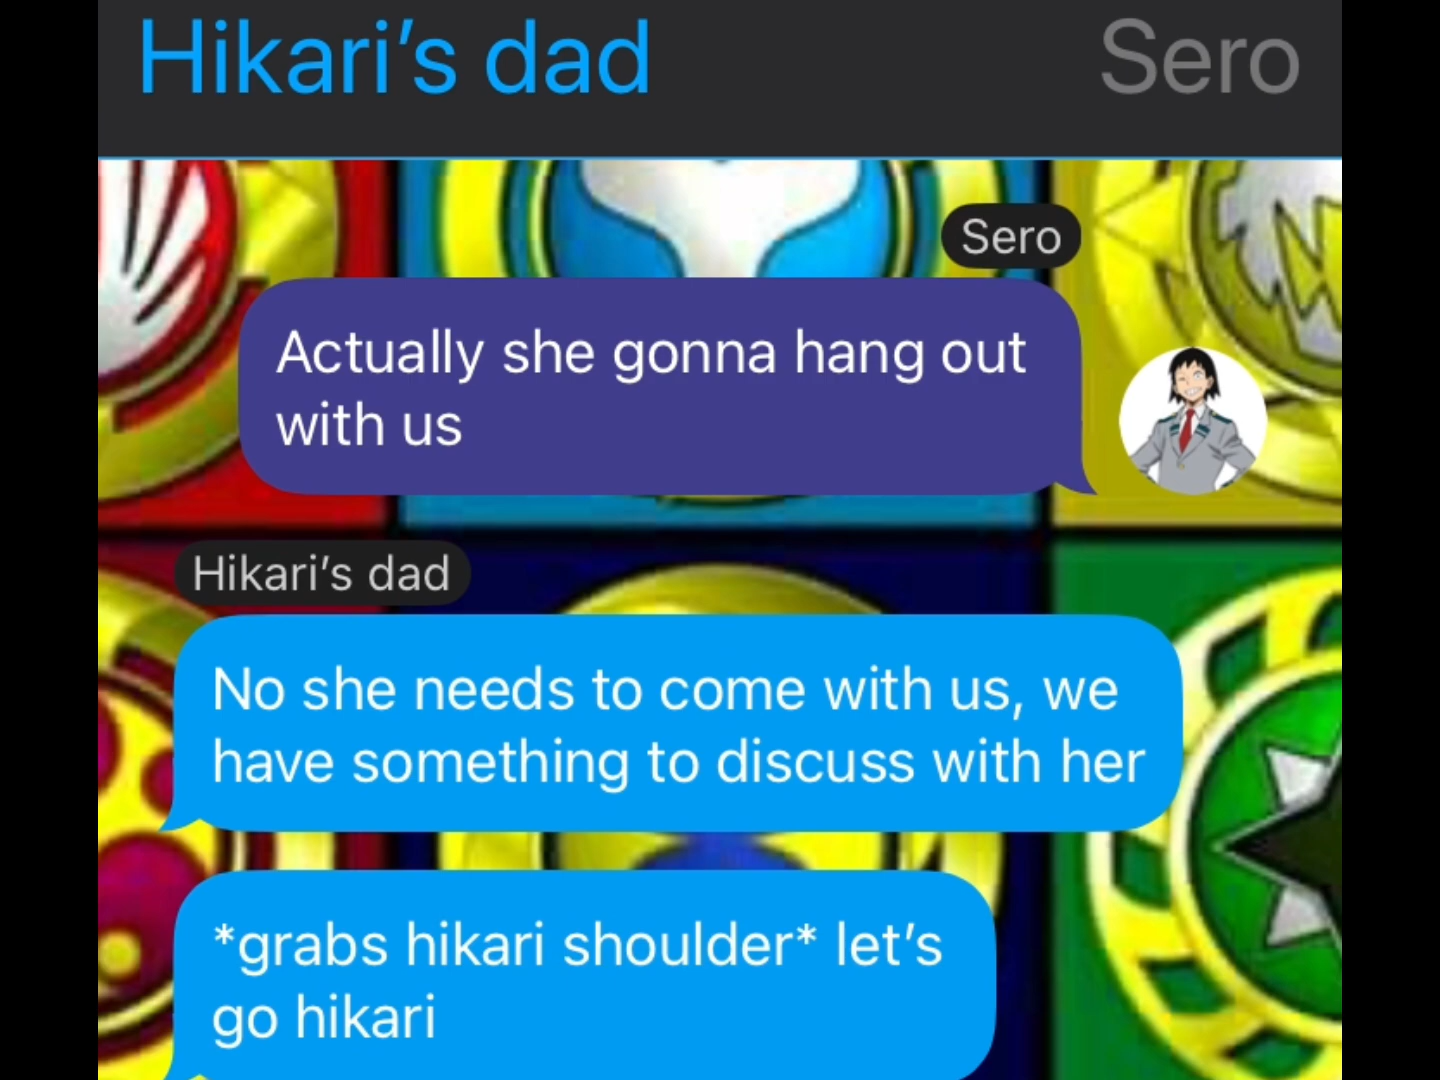 Hikari’s dad Sero
Sero
Actually she gonna hang out
with us
Hikari’s dad
No she needs to come with us, we
have something to discuss with her
*grabs hikari shoulder* let’s
go hikari